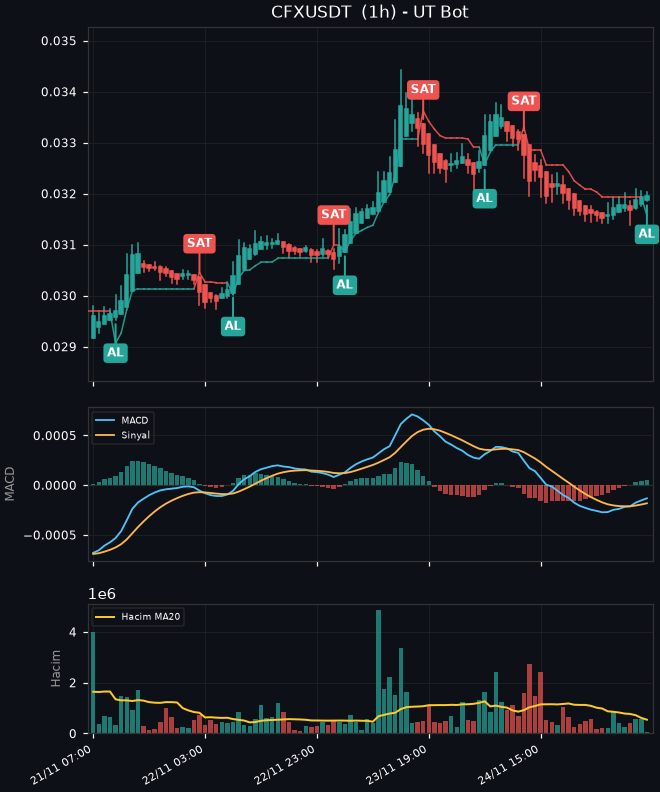 CFXUSDT (1h) - UT Bot
0.035
0.034
0.033
0.032
0.031
0.030
0.029
SAT
SAT
SAT
SAT
AL
AL
AL
AL
AL
MACD
Sinyal
0.0005
0.0000
−0.0005
MACD
1e6
Hacim MA20
4
2
0
Hacim
21/11 07:00
22/11 03:00
22/11 23:00
23/11 19:00
24/11 15:00